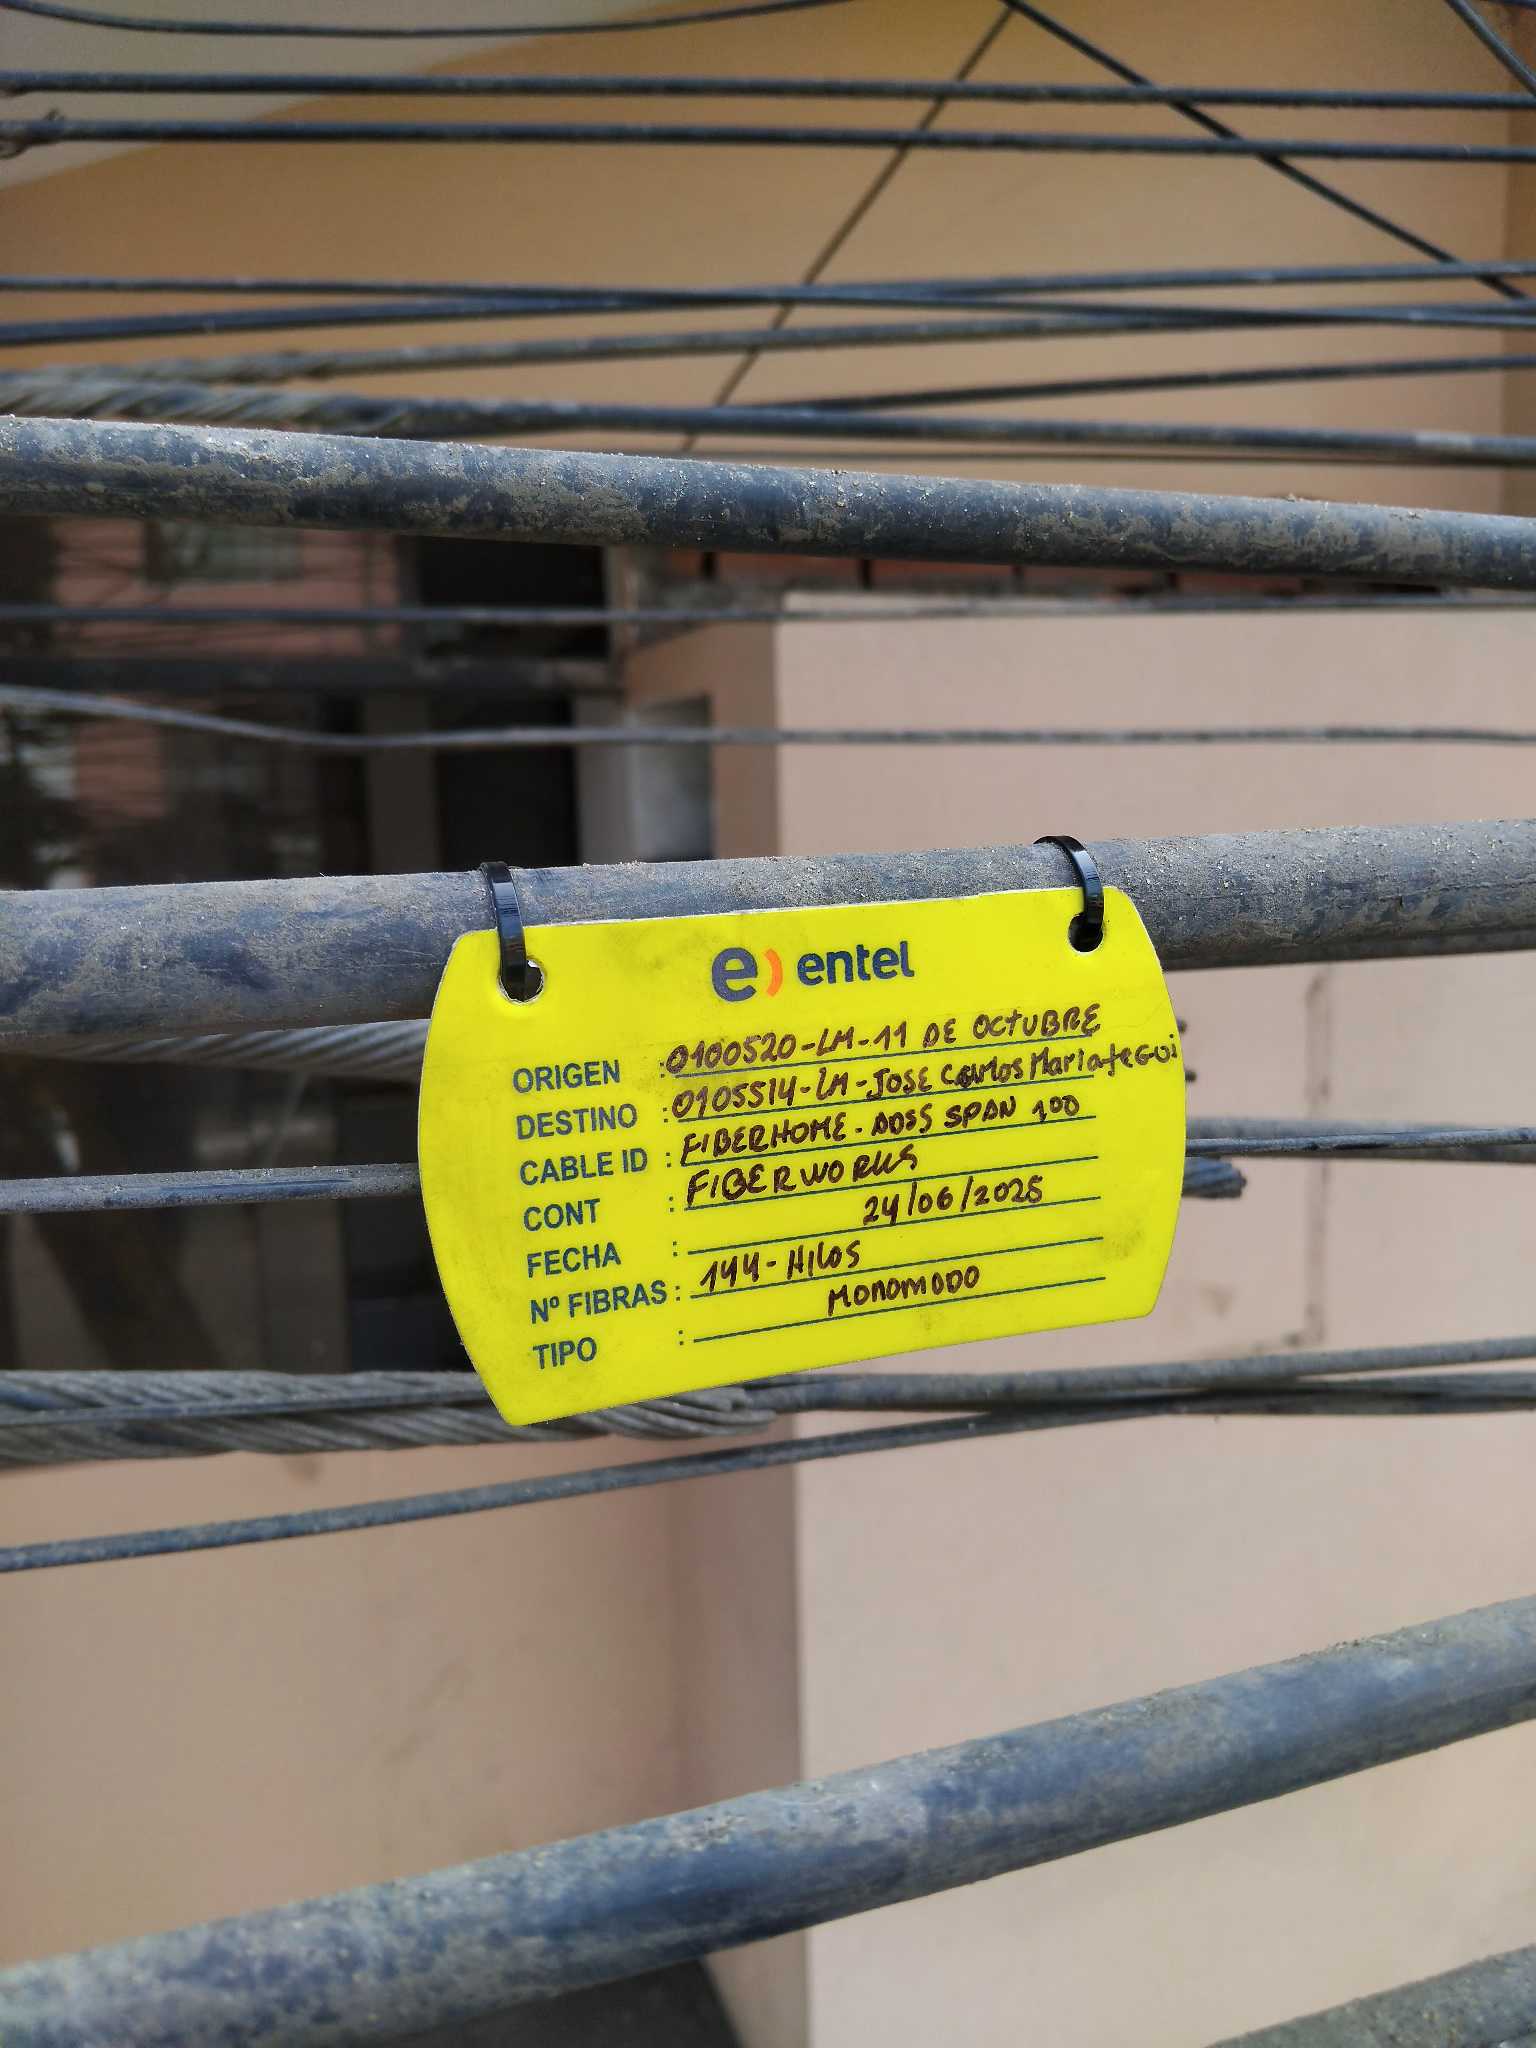 e) entel
ORIGEN : 0100520-LM-11 DE OCTUBRE
DESTINO : 0105514-LM-JOSE CARLOS MARIATEGUI
CABLE ID : FIBERHOME. ADSS SPAN 100
CONT : FIBERWORKS
FECHA : 24/06/2025
Nº FIBRAS : 144- HILOS
TIPO : MONOMODO